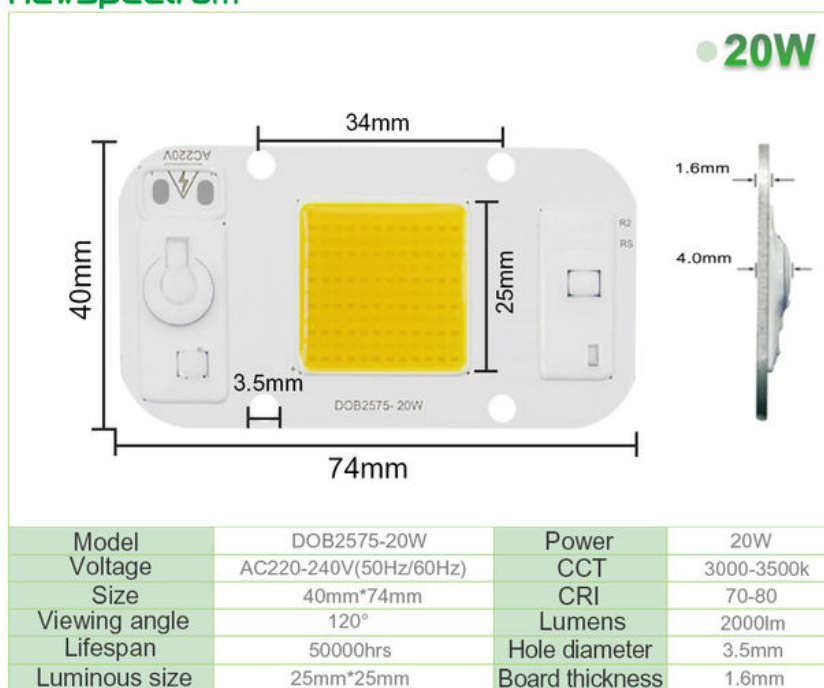 Newspectrum
20W
34mm
AC220V
1.6mm
R2
RS
4.0mm
40mm
25mm
3.5mm
DOB2575- 20W
74mm
Model DOB2575-20W Power 20W
Voltage AC220-240V(50Hz/60Hz) CCT 3000-3500k
Size 40mm*74mm CRI 70-80
Viewing angle 120° Lumens 2000lm
Lifespan 50000hrs Hole diameter 3.5mm
Luminous size 25mm*25mm Board thickness 1.6mm